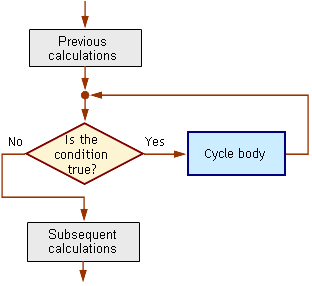 Previous
calculations
No
Is the
condition
true?
Yes
Cycle body
Subsequent
calculations